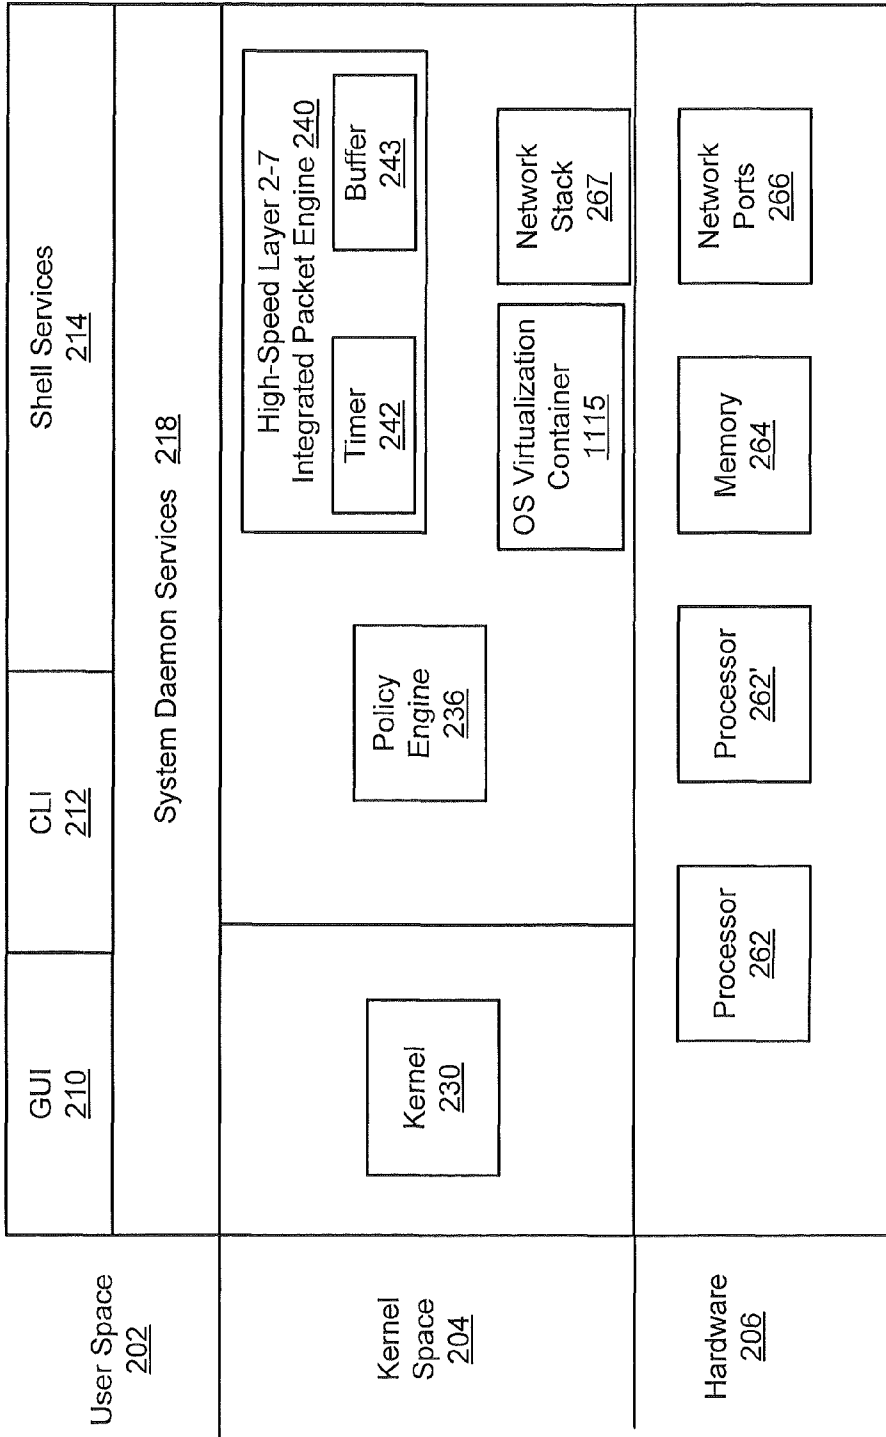 User Space
202
GUI
210
CLI
212
Shell Services
214
System Daemon Services 218
Kernel
Space
204
Kernel
230
Policy
Engine
236
High-Speed Layer 2-7
Integrated Packet Engine 240
Timer
242
Buffer
243
OS Virtualization
Container
1115
Network
Stack
267
Hardware
206
Processor
262
Processor
262'
Memory
264
Network
Ports
266